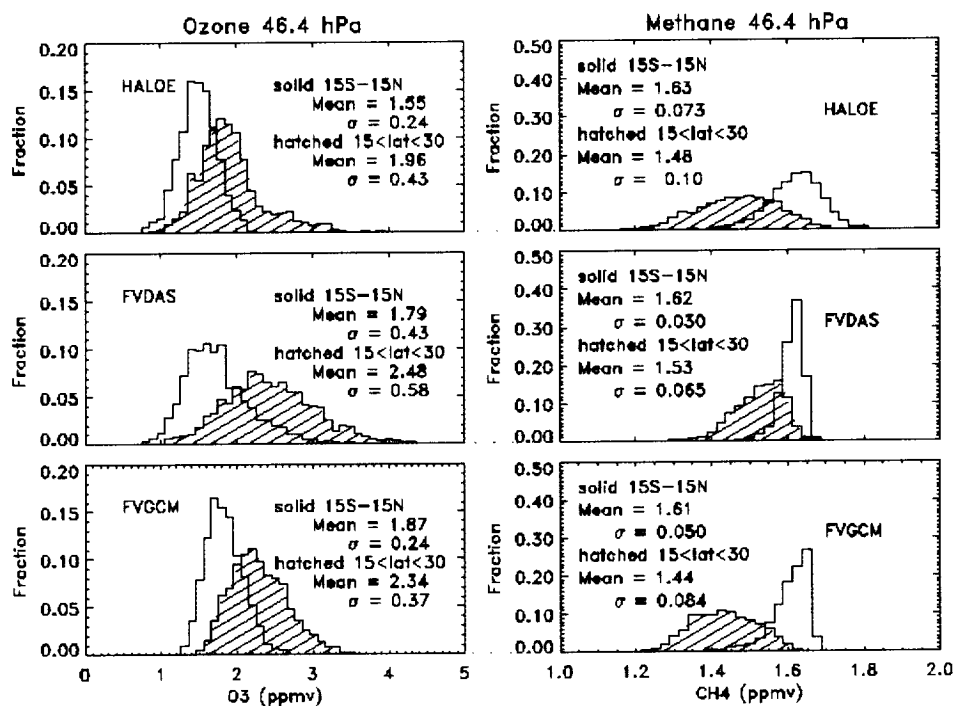 Ozone 46.4 hPa
0.20
0.15
0.10
0.05
0.00
Fraction
HALOE
solid 15S-15N
Mean = 1.55
σ = 0.24
hatched 15<lat<30
Mean = 1.96
σ = 0.43
0.20
0.15
0.10
0.05
0.00
Fraction
FVDAS
solid 15S-15N
Mean = 1.79
σ = 0.43
hatched 15<lat<30
Mean = 2.48
σ = 0.58
0.20
0.15
0.10
0.05
0.00
Fraction
FVGCM
solid 15S-15N
Mean = 1.87
σ = 0.24
hatched 15<lat<30
Mean = 2.34
σ = 0.37
0 1 2 3 4 5
O3 (ppmv)
Methane 46.4 hPa
0.50
0.40
0.30
0.20
0.10
0.00
Fraction
solid 15S-15N
Mean = 1.63
σ = 0.073
hatched 15<lat<30
Mean = 1.48
σ = 0.10
HALOE
0.50
0.40
0.30
0.20
0.10
0.00
Fraction
solid 15S-15N
Mean = 1.62
σ = 0.030
hatched 15<lat<30
Mean = 1.53
σ = 0.065
FVDAS
0.50
0.40
0.30
0.20
0.10
0.00
Fraction
solid 15S-15N
Mean = 1.61
σ = 0.050
hatched 15<lat<30
Mean = 1.44
σ = 0.084
FVGCM
1.0 1.2 1.4 1.6 1.8 2.0
CH4 (ppmv)